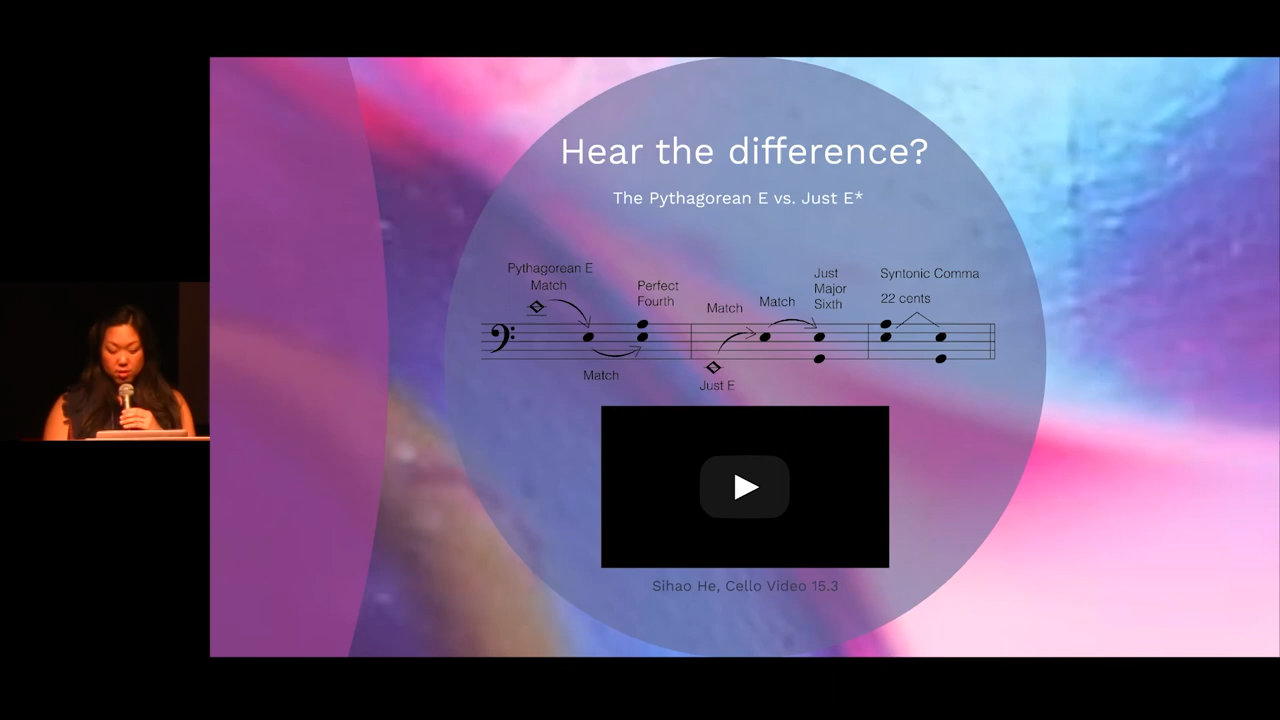 Hear the difference?
The Pythagorean E vs. Just E*
Pythagorean E
Match
Match
Perfect
Fourth
Match
Just E
Match
Just
Major
Sixth
Syntonic Comma
22 cents
Sihao He, Cello Video 15.3